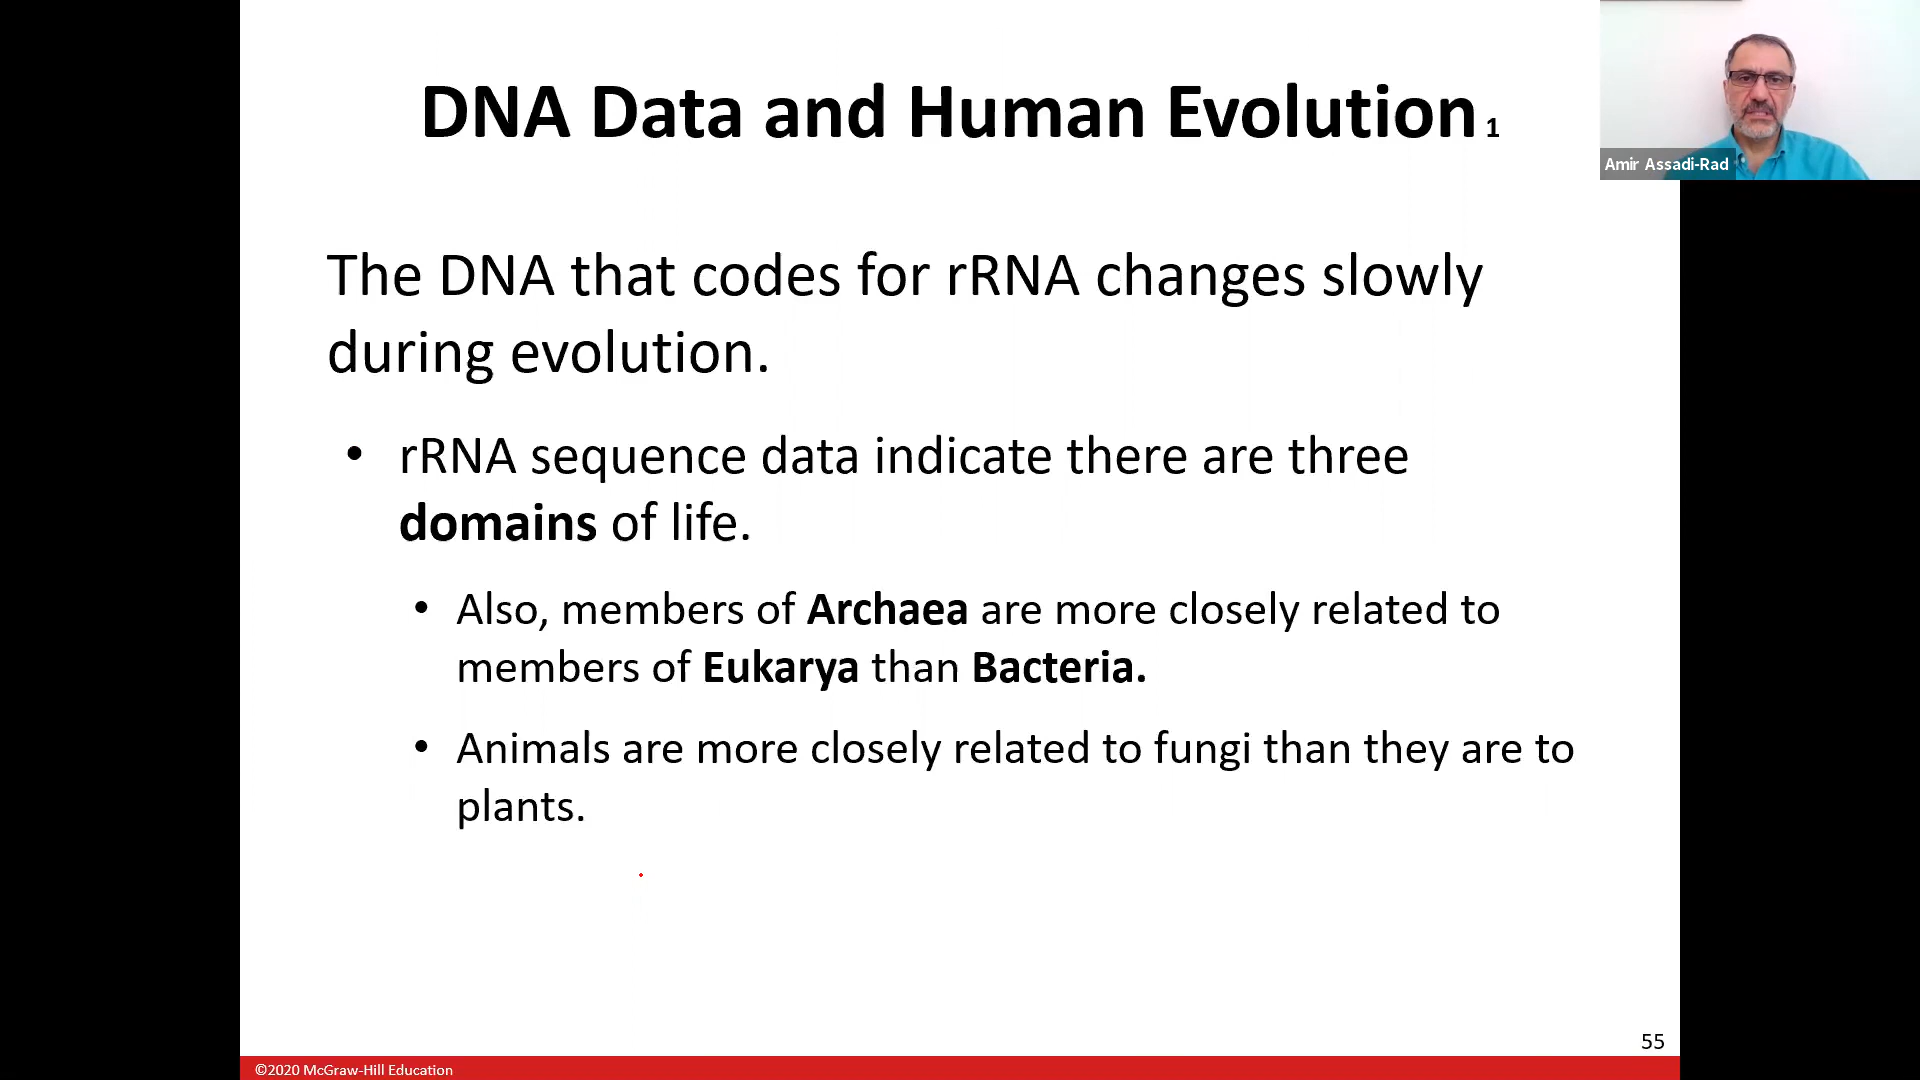 DNA Data and Human Evolution 1
Amir Assadi-Rad
The DNA that codes for rRNA changes slowly
during evolution.
• rRNA sequence data indicate there are three
domains of life.
• Also, members of Archaea are more closely related to
members of Eukarya than Bacteria.
• Animals are more closely related to fungi than they are to
plants.
55
©2020 McGraw-Hill Education